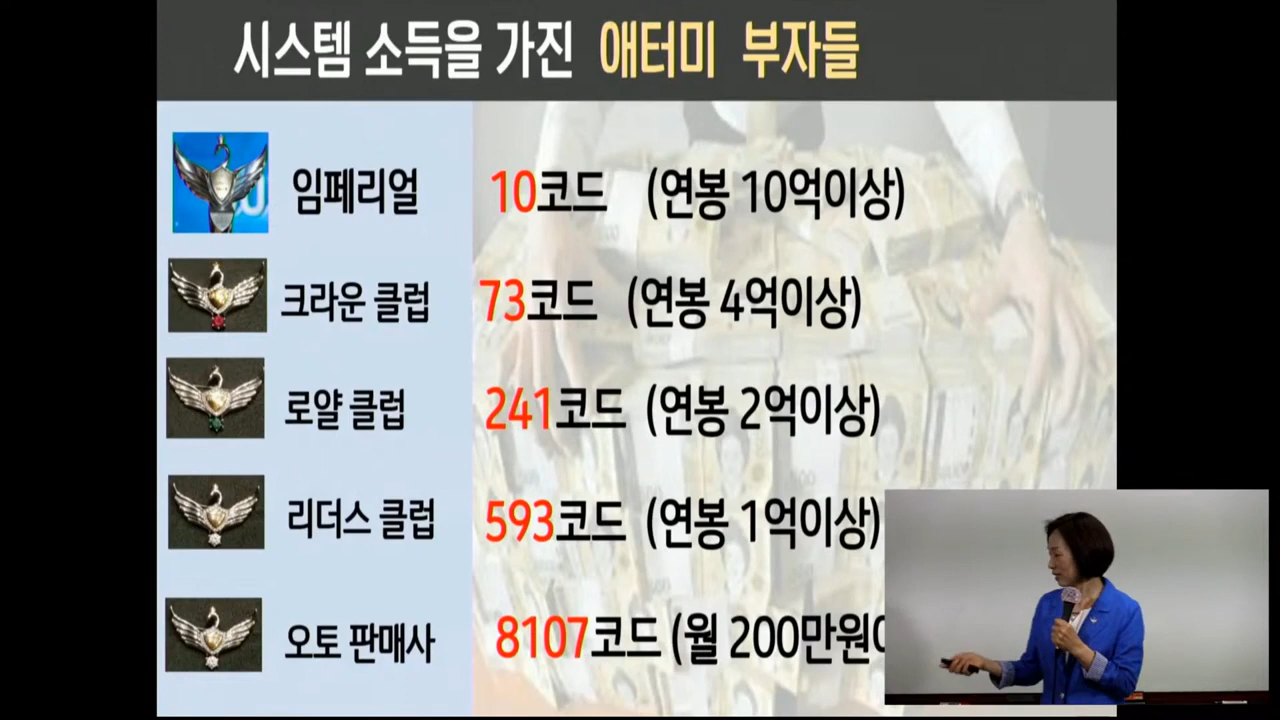 시스템 소득을 가진 애터미 부자들
임페리얼 10코드 (연봉 10억이상)
크라운 클럽 73코드 (연봉 4억이상)
로얄 클럽 241코드 (연봉 2억이상)
리더스 클럽 593코드 (연봉 1억이상)
오토 판매사 8107코드 (월 200만원